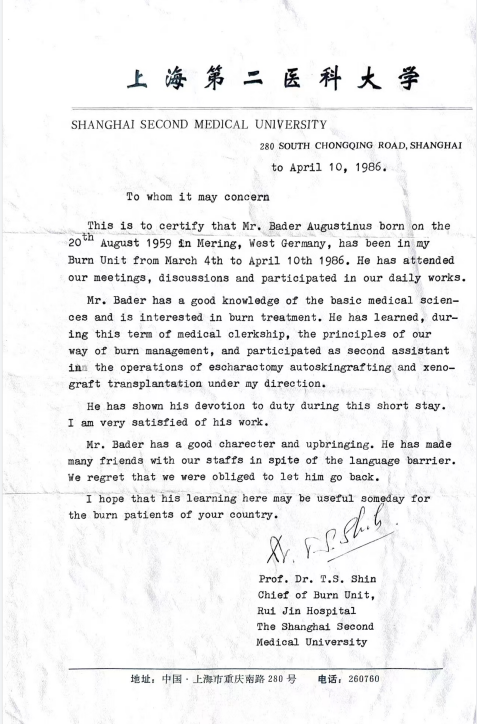 上海第二医科大学
SHANGHAI SECOND MEDICAL UNIVERSITY
280 SOUTH CHONGQING ROAD, SHANGHAI
to April 10, 1986.
To whom it may concern
This is to certify that Mr. Bader Augustinus born on the
20th August 1959 in Mering, West Germany, has been in my
Burn Unit from March 4th to April 10th 1986. He has attended
our meetings, discussions and participated in our daily works.
Mr. Bader has a good knowledge of the basic medical scien-
ces and is interested in burn treatment. He has learned, dur-
ing this term of medical clerkship, the principles of our
way of burn management, and participated as second assistant
in the operations of escharactomy autoskingrafting and xeno-
graft transplantation under my direction.
He has shown his devotion to duty during this short stay.
I am very satisfied of his work.
Mr. Bader has a good charecter and upbringing. He has made
many friends with our staffs in spite of the language barrier.
We regret that we were obliged to let him go back.
I hope that his learning here may be useful someday for
the burn patients of your country.
Dr. T.S. Shih.
Prof. Dr. T.S. Shin
Chief of Burn Unit,
Rui Jin Hospital
The Shanghai Second
Medical University
地址：中国·上海市重庆南路 280 号 电话：260760